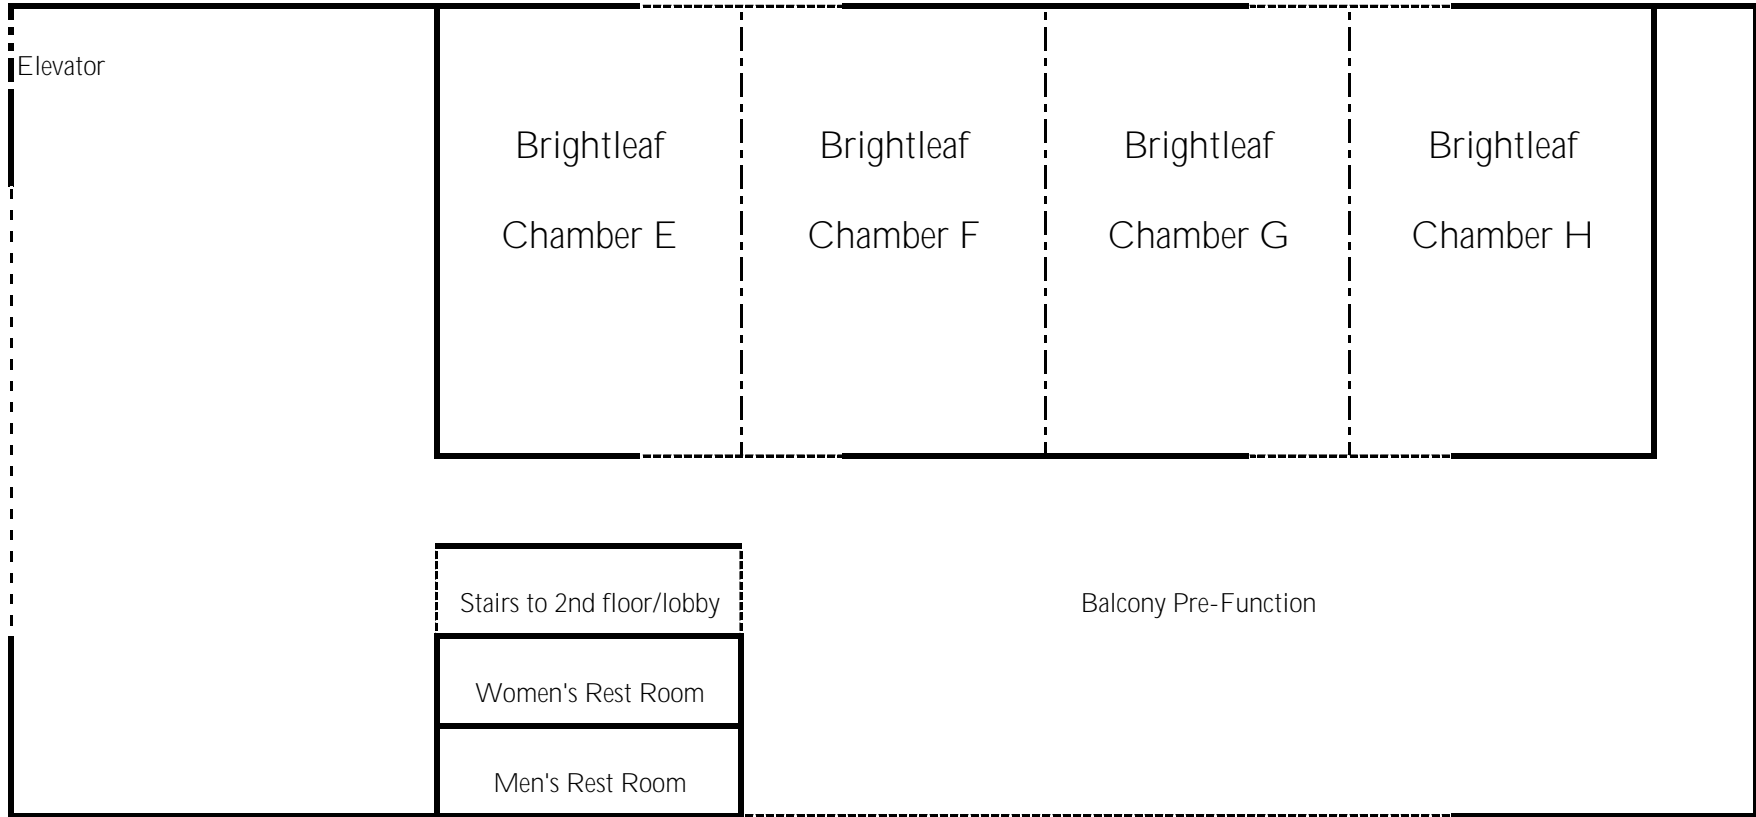 Elevator
Brightleaf
Chamber E
Brightleaf
Chamber F
Brightleaf
Chamber G
Brightleaf
Chamber H
Stairs to 2nd floor/lobby
Balcony Pre-Function
Women's Rest Room
Men's Rest Room